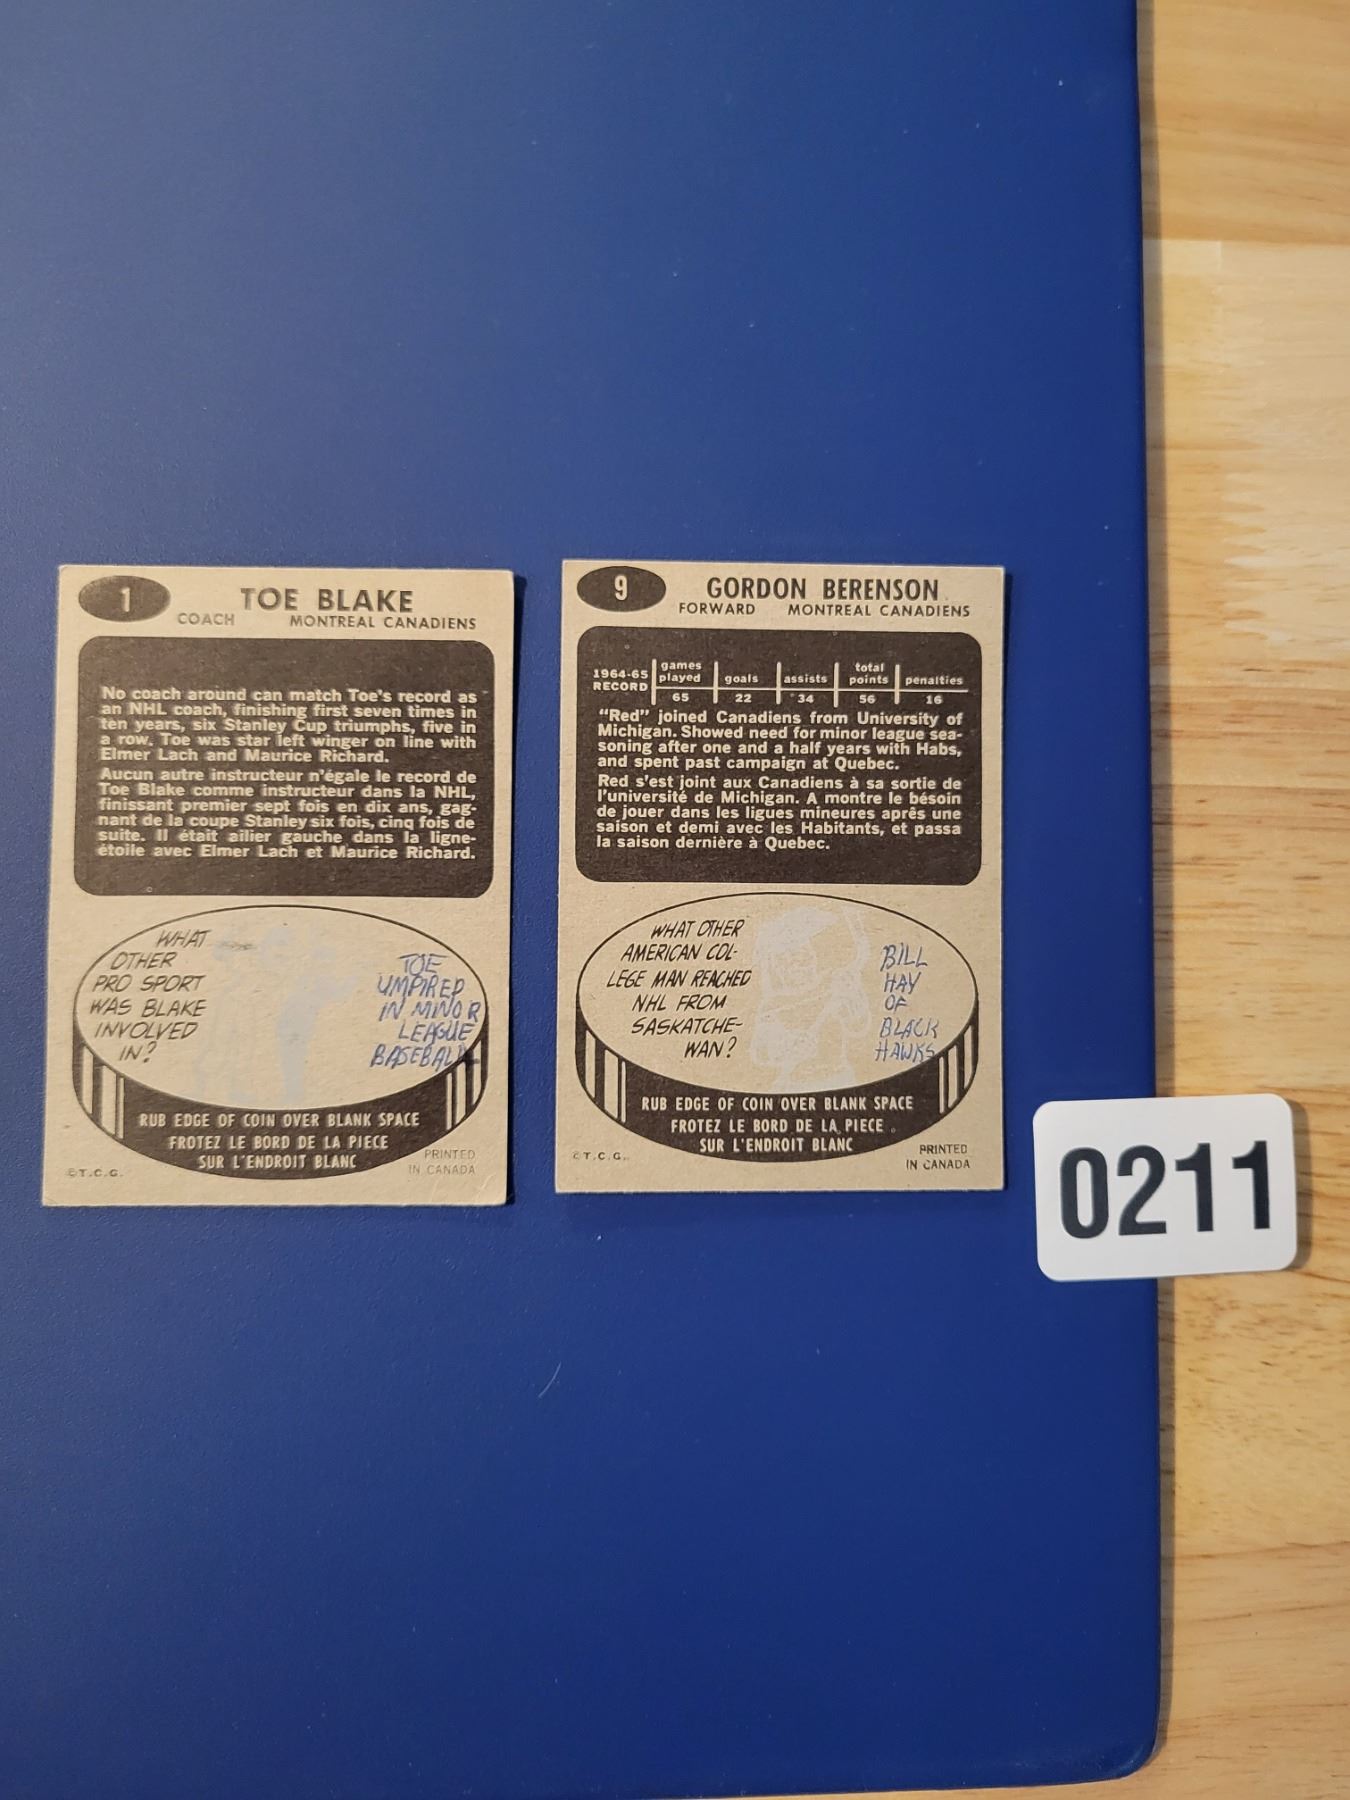 1
TOE BLAKE
COACH MONTREAL CANADIENS
No coach around can match Toe's record as
an NHL coach, finishing first seven times in
ten years, six Stanley Cup triumphs, five in
a row. Toe was star left winger on line with
Elmer Lach and Maurice Richard.
Aucun autre instructeur n'égale le record de
Toe Blake comme instructeur dans la NHL,
finissant premier sept fois en dix ans, gag-
nant de la coupe Stanley six fois, cinq fois de
suite. Il était ailier gauche dans la ligne-
étoile avec Elmer Lach et Maurice Richard.
WHAT
OTHER
PRO SPORT
WAS BLAKE
INVOLVED
IN?
TOE
UMPIRED
IN MINOR
LEAGUE
BASEBALL
RUB EDGE OF COIN OVER BLANK SPACE
FROTEZ LE BORD DE LA PIECE
SUR L'ENDROIT BLANC
©T.C.G.
PRINTED
IN CANADA
9
GORDON BERENSON
FORWARD MONTREAL CANADIENS
1964-65
RECORD
games
played
goals
assists
total
points
penalties
65 22 34 56 16
"Red" joined Canadiens from University of
Michigan. Showed need for minor league sea-
soning after one and a half years with Habs,
and spent past campaign at Quebec.
Red s'est joint aux Canadiens à sa sortie de
l'université de Michigan. A montre le bésoin
de jouer dans les ligues mineures après une
saison et demi avec les Habitants, et passa
la saison dernière à Quebec.
WHAT OTHER
AMERICAN COL-
LEGE MAN REACHED
NHL FROM
SASKATCHE-
WAN?
BILL
HAY
OF
BLACK
HAWKS
RUB EDGE OF COIN OVER BLANK SPACE
FROTEZ LE BORD DE LA PIECE
SUR L'ENDROIT BLANC
©T.C.G.
PRINTED
IN CANADA
0211